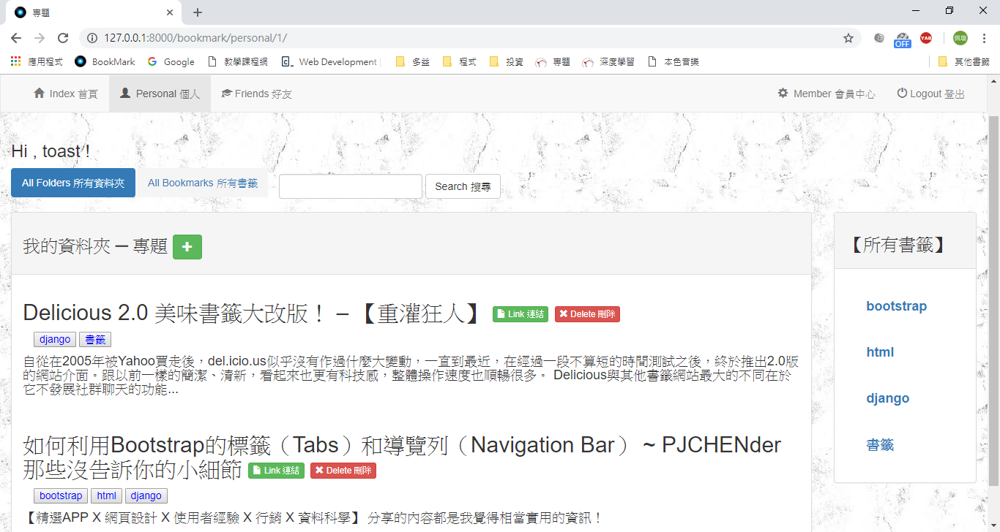 專題
127.0.0.1:8000/bookmark/personal/1/
OFF YAB 佩璇
應用程式 BookMark Google 教學課程網 Web Development 多益 程式 投資 專題 深度學習 本色音樂 其他書籤
Index 首頁 Personal 個人 Friends 好友 Member 會員中心 Logout 登出
Hi , toast !
All Folders 所有資料夾 All Bookmarks 所有書籤 Search 搜尋
我的資料夾 ─ 專題
Delicious 2.0 美味書籤大改版！ – 【重灌狂人】 Link 連結 Delete 刪除
django 書籤
自從在2005年被Yahoo買走後，del.icio.us似乎沒有作過什麼大變動，一直到最近，在經過一段不算短的時間測試之後，終於推出2.0版
的網站介面。跟以前一樣的簡潔、清新，看起來也更有科技感，整體操作速度也順暢很多。 Delicious與其他書籤網站最大的不同在於
它不發展社群聊天的功能...
如何利用Bootstrap的標籤（Tabs）和導覽列（Navigation Bar） ~ PJCHENder
那些沒告訴你的小細節 Link 連結 Delete 刪除
bootstrap html django
【精選APP X 網頁設計 X 使用者經驗 X 行銷 X 資料科學】 分享的內容都是我覺得相當實用的資訊！
【所有書籤】
bootstrap
html
django
書籤